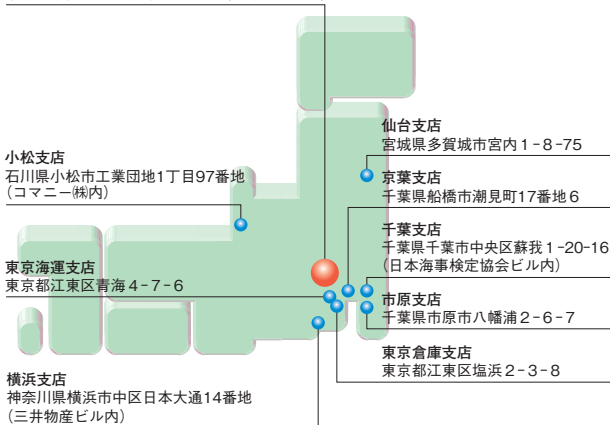 仙台支店
宮城県多賀城市宮内1-8-75
小松支店
石川県小松市工業団地1丁目97番地
（コマニー㈱内）
京葉支店
千葉県船橋市潮見町17番地6
千葉支店
千葉県千葉市中央区蘇我1-20-16
（日本海事検定協会ビル内）
東京海運支店
東京都江東区青海4-7-6
市原支店
千葉県市原市八幡浦2-6-7
東京倉庫支店
東京都江東区塩浜2-3-8
横浜支店
神奈川県横浜市中区日本大通14番地
（三井物産ビル内）